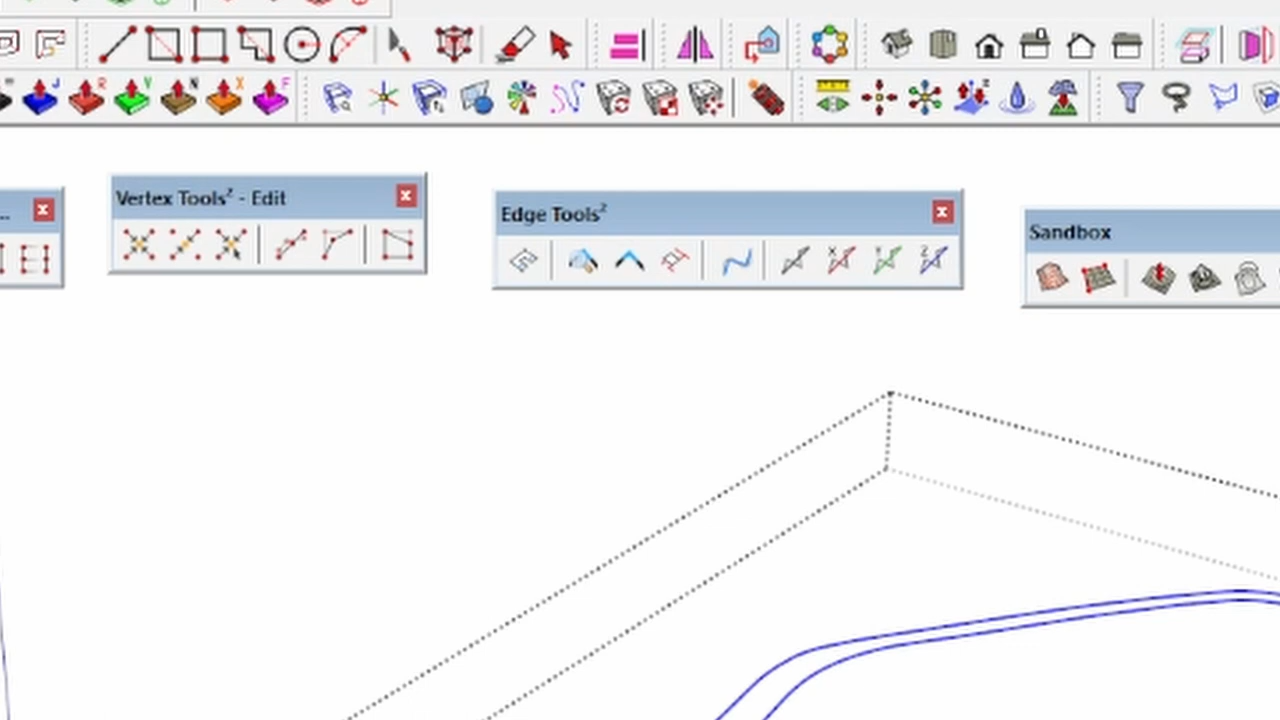 J R V N X F
z
Vertex Tools² - Edit
Edge Tools²
Sandbox
...
X Y Z